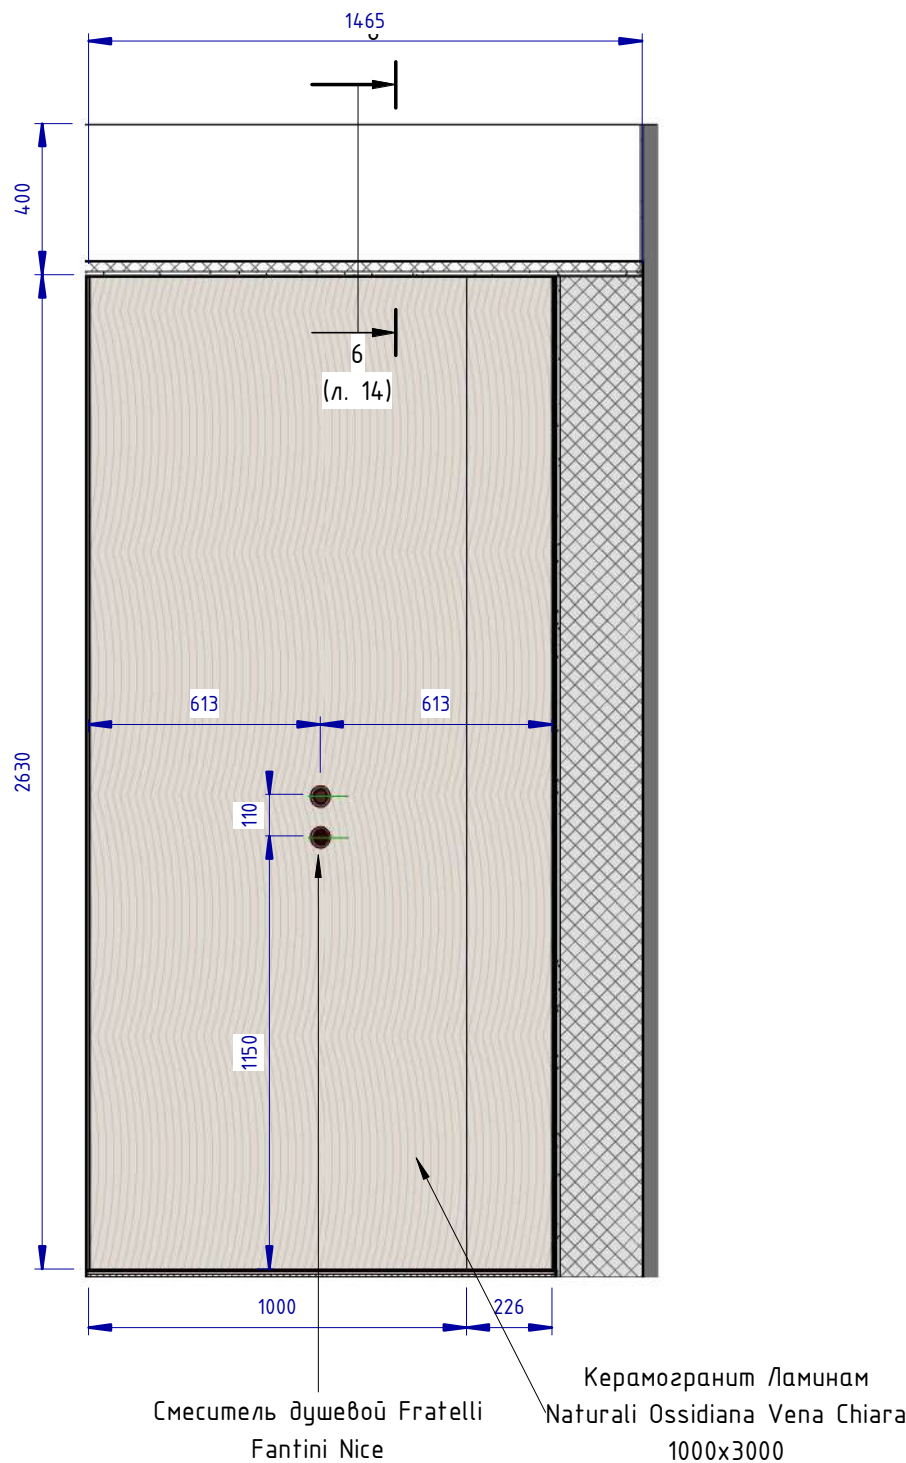 1465
400
6
(л. 14)
613
613
2630
110
1150
1000
226
Смеситель душевой Fratelli
Fantini Nice
Керамогранит Ламинам
Naturali Ossidiana Vena Chiara
1000x3000